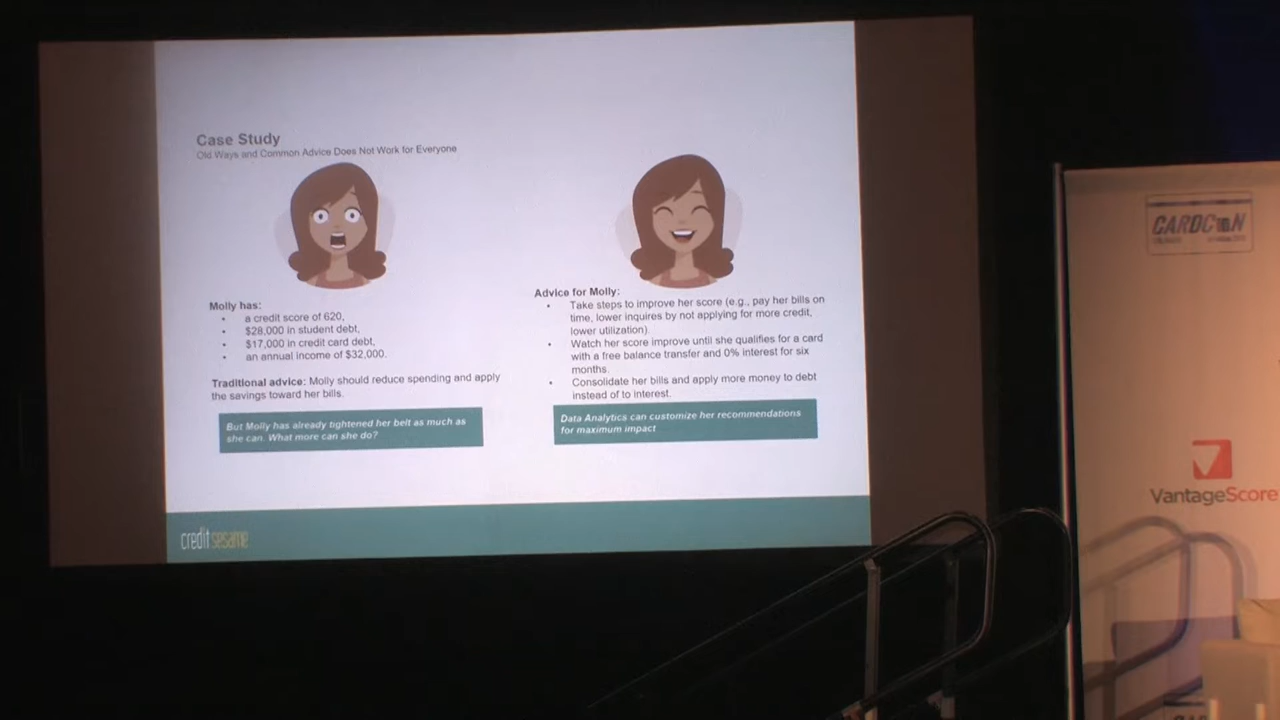 Case Study
Old Ways and Common Advice Does Not Work for Everyone
Molly has:
• a credit score of 620,
• $28,000 in student debt,
• $17,000 in credit card debt,
• an annual income of $32,000.
Traditional advice: Molly should reduce spending and apply
the savings toward her bills.
But Molly has already tightened her belt as much as
she can. What more can she do?
Advice for Molly:
• Take steps to improve her score (e.g., pay her bills on
time, lower inquires by not applying for more credit,
lower utilization).
• Watch her score improve until she qualifies for a card
with a free balance transfer and 0% interest for six
months.
• Consolidate her bills and apply more money to debt
instead of to interest.
Data Analytics can customize her recommendations
for maximum impact
creditsesame
CARDCON
VantageScore